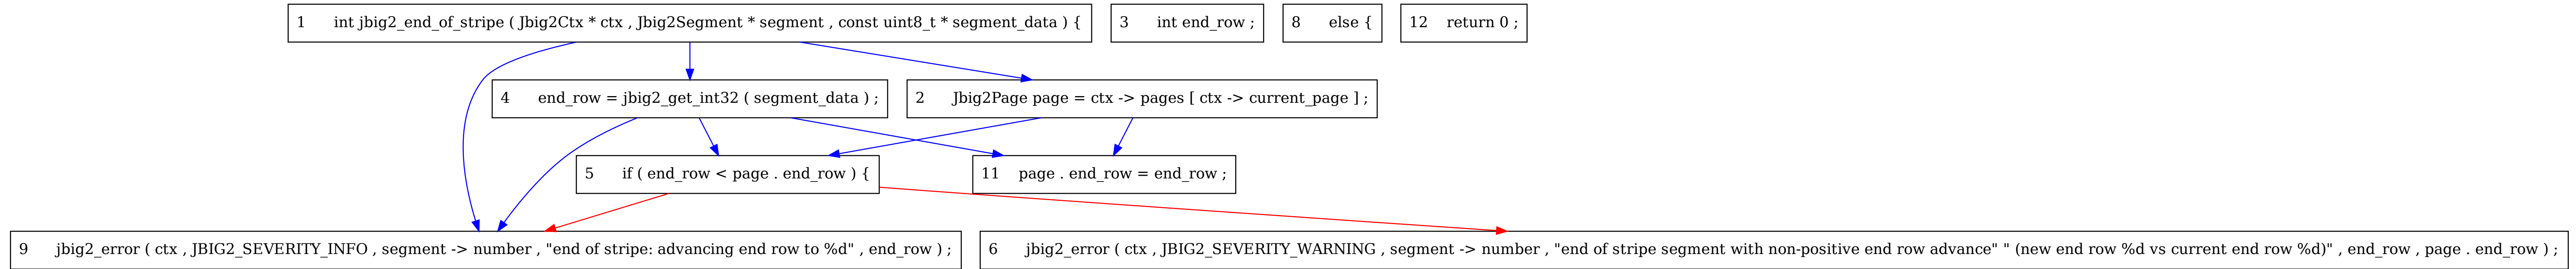 1 int jbig2_end_of_stripe ( Jbig2Ctx * ctx , Jbig2Segment * segment , const uint8_t * segment_data ) {
3 int end_row ;
8 else {
12 return 0 ;
4 end_row = jbig2_get_int32 ( segment_data ) ;
2 Jbig2Page page = ctx -> pages [ ctx -> current_page ] ;
5 if ( end_row < page . end_row ) {
11 page . end_row = end_row ;
9 jbig2_error ( ctx , JBIG2_SEVERITY_INFO , segment -> number , "end of stripe: advancing end row to %d" , end_row ) ;
6 jbig2_error ( ctx , JBIG2_SEVERITY_WARNING , segment -> number , "end of stripe segment with non-positive end row advance" " (new end row %d vs current end row %d)" , end_row , page . end_row ) ;